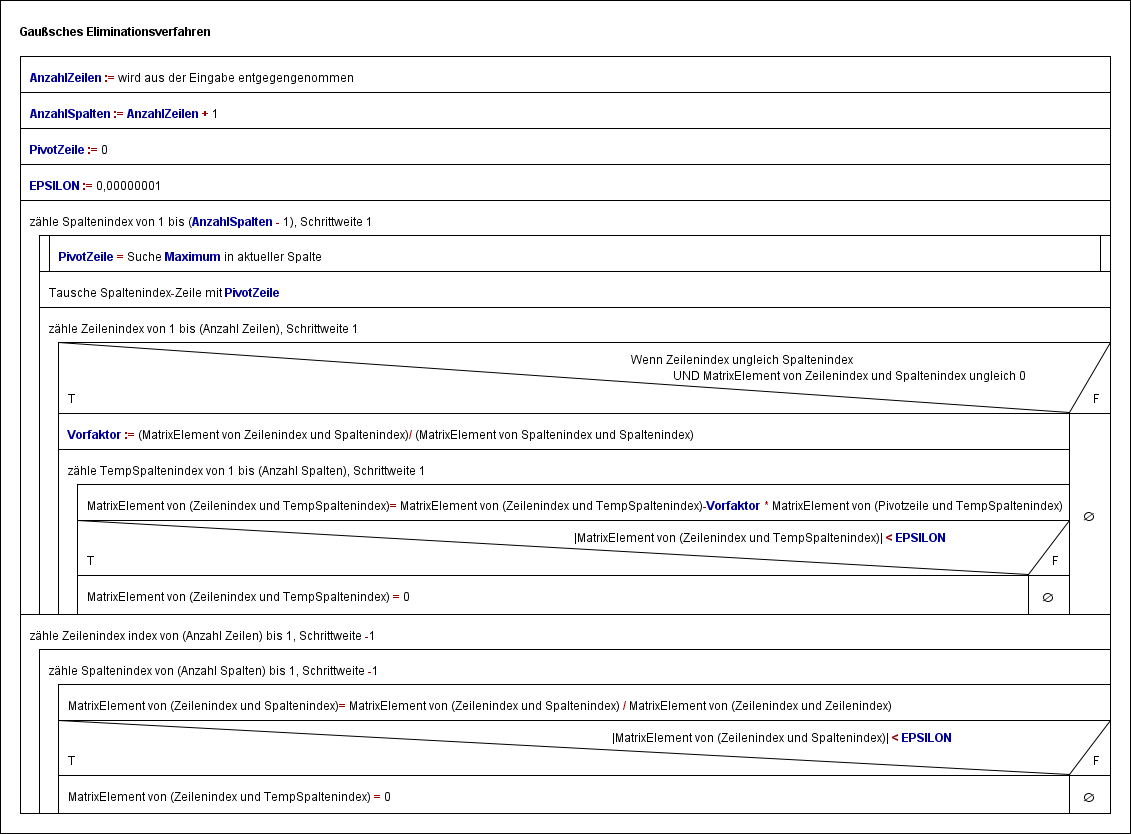 Gaußsches Eliminationsverfahren
AnzahlZeilen := wird aus der Eingabe entgegengenommen
AnzahlSpalten := AnzahlZeilen + 1
PivotZeile := 0
EPSILON := 0,00000001
zähle Spaltenindex von 1 bis (AnzahlSpalten - 1), Schrittweite 1
PivotZeile = Suche Maximum in aktueller Spalte
Tausche Spaltenindex-Zeile mit PivotZeile
zähle Zeilenindex von 1 bis (Anzahl Zeilen), Schrittweite 1
Wenn Zeilenindex ungleich Spaltenindex
UND MatrixElement von Zeilenindex und Spaltenindex ungleich 0
T F
Vorfaktor := (MatrixElement von Zeilenindex und Spaltenindex)/ (MatrixElement von Spaltenindex und Spaltenindex)
zähle TempSpaltenindex von 1 bis (Anzahl Spalten), Schrittweite 1
MatrixElement von (Zeilenindex und TempSpaltenindex)= MatrixElement von (Zeilenindex und TempSpaltenindex)-Vorfaktor * MatrixElement von (Pivotzeile und TempSpaltenindex)
∅
|MatrixElement von (Zeilenindex und TempSpaltenindex)| < EPSILON
T F
MatrixElement von (Zeilenindex und TempSpaltenindex) = 0 ∅
zähle Zeilenindex index von (Anzahl Zeilen) bis 1, Schrittweite -1
zähle Spaltenindex von (Anzahl Spalten) bis 1, Schrittweite -1
MatrixElement von (Zeilenindex und Spaltenindex)= MatrixElement von (Zeilenindex und Spaltenindex) / MatrixElement von (Zeilenindex und Zeilenindex)
|MatrixElement von (Zeilenindex und Spaltenindex)| < EPSILON
T F
MatrixElement von (Zeilenindex und TempSpaltenindex) = 0 ∅